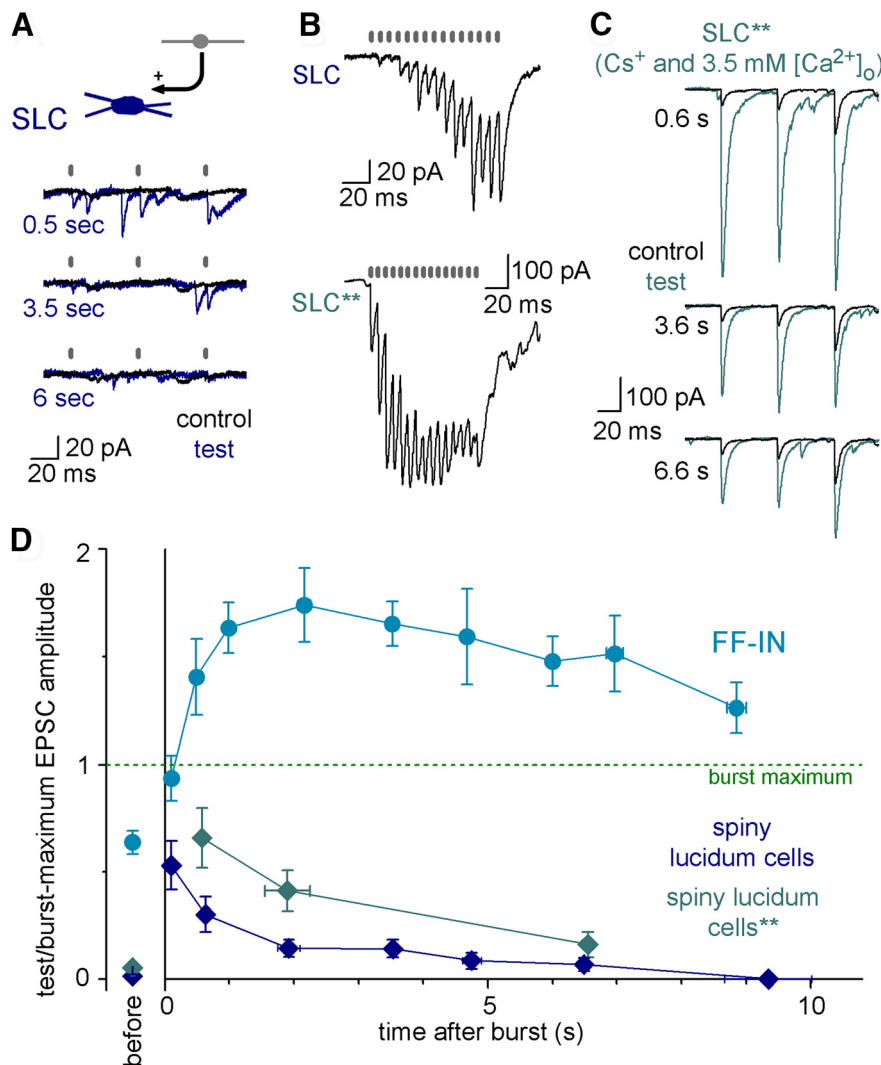 A
+
SLC
0.5 sec
3.5 sec
6 sec
control
test
20 pA
20 ms
B
SLC
20 pA
20 ms
SLC**
100 pA
20 ms
C
SLC**
(Cs⁺ and 3.5 mM [Ca²⁺]ₒ)
0.6 s
control
test
3.6 s
100 pA
20 ms
6.6 s
D
test/burst-maximum EPSC amplitude
2
1
0
FF-IN
burst maximum
spiny
lucidum cells
spiny lucidum
cells**
before
0
5
10
time after burst (s)